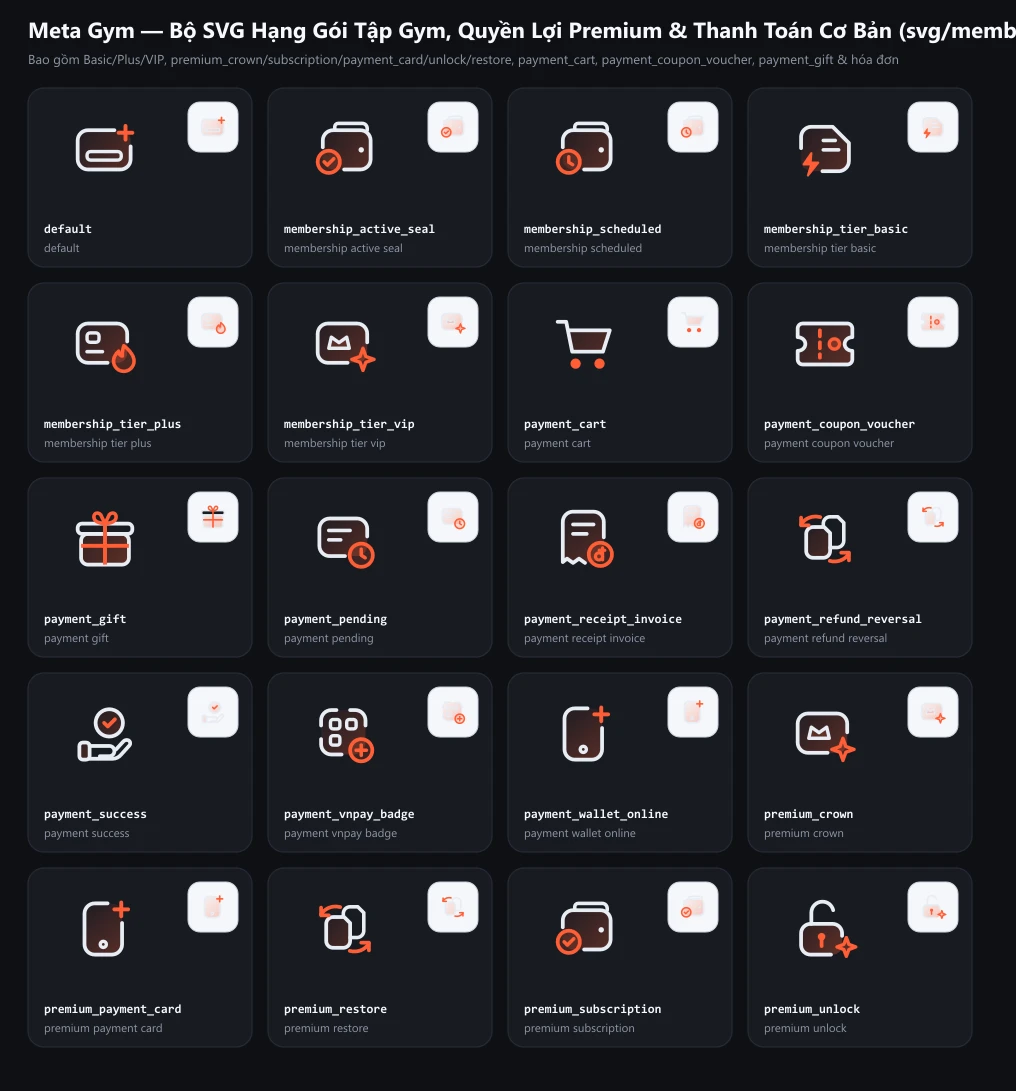 Meta Gym — Bộ SVG Hạng Gói Tập Gym, Quyền Lợi Premium & Thanh Toán Cơ Bản (svg/memb
Bao gồm Basic/Plus/VIP, premium_crown/subscription/payment_card/unlock/restore, payment_cart, payment_coupon_voucher, payment_gift & hóa đơn
default
default
membership_active_seal
membership active seal
membership_scheduled
membership scheduled
membership_tier_basic
membership tier basic
membership_tier_plus
membership tier plus
membership_tier_vip
membership tier vip
payment_cart
payment cart
payment_coupon_voucher
payment coupon voucher
payment_gift
payment gift
payment_pending
payment pending
payment_receipt_invoice
payment receipt invoice
payment_refund_reversal
payment refund reversal
payment_success
payment success
payment_vnpay_badge
payment vnpay badge
payment_wallet_online
payment wallet online
premium_crown
premium crown
premium_payment_card
premium payment card
premium_restore
premium restore
premium_subscription
premium subscription
premium_unlock
premium unlock